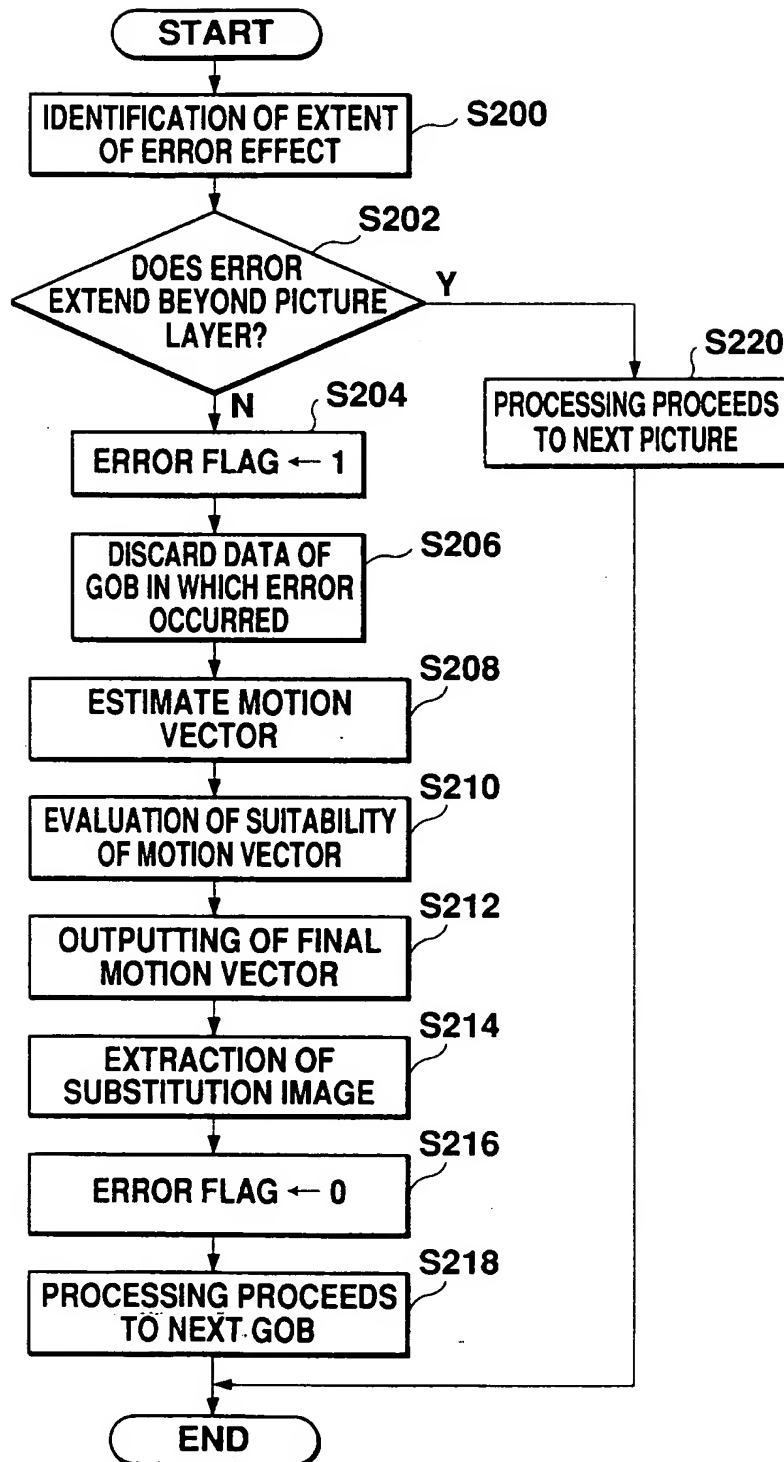 START
IDENTIFICATION OF EXTENT
OF ERROR EFFECT
S200
S202
DOES ERROR
EXTEND BEYOND PICTURE
LAYER?
Y
N
S220
PROCESSING PROCEEDS
TO NEXT PICTURE
S204
ERROR FLAG ← 1
S206
DISCARD DATA OF
GOB IN WHICH ERROR
OCCURRED
S208
ESTIMATE MOTION
VECTOR
S210
EVALUATION OF SUITABILITY
OF MOTION VECTOR
S212
OUTPUTTING OF FINAL
MOTION VECTOR
S214
EXTRACTION OF
SUBSTITUTION IMAGE
S216
ERROR FLAG ← 0
S218
PROCESSING PROCEEDS
TO NEXT GOB
END